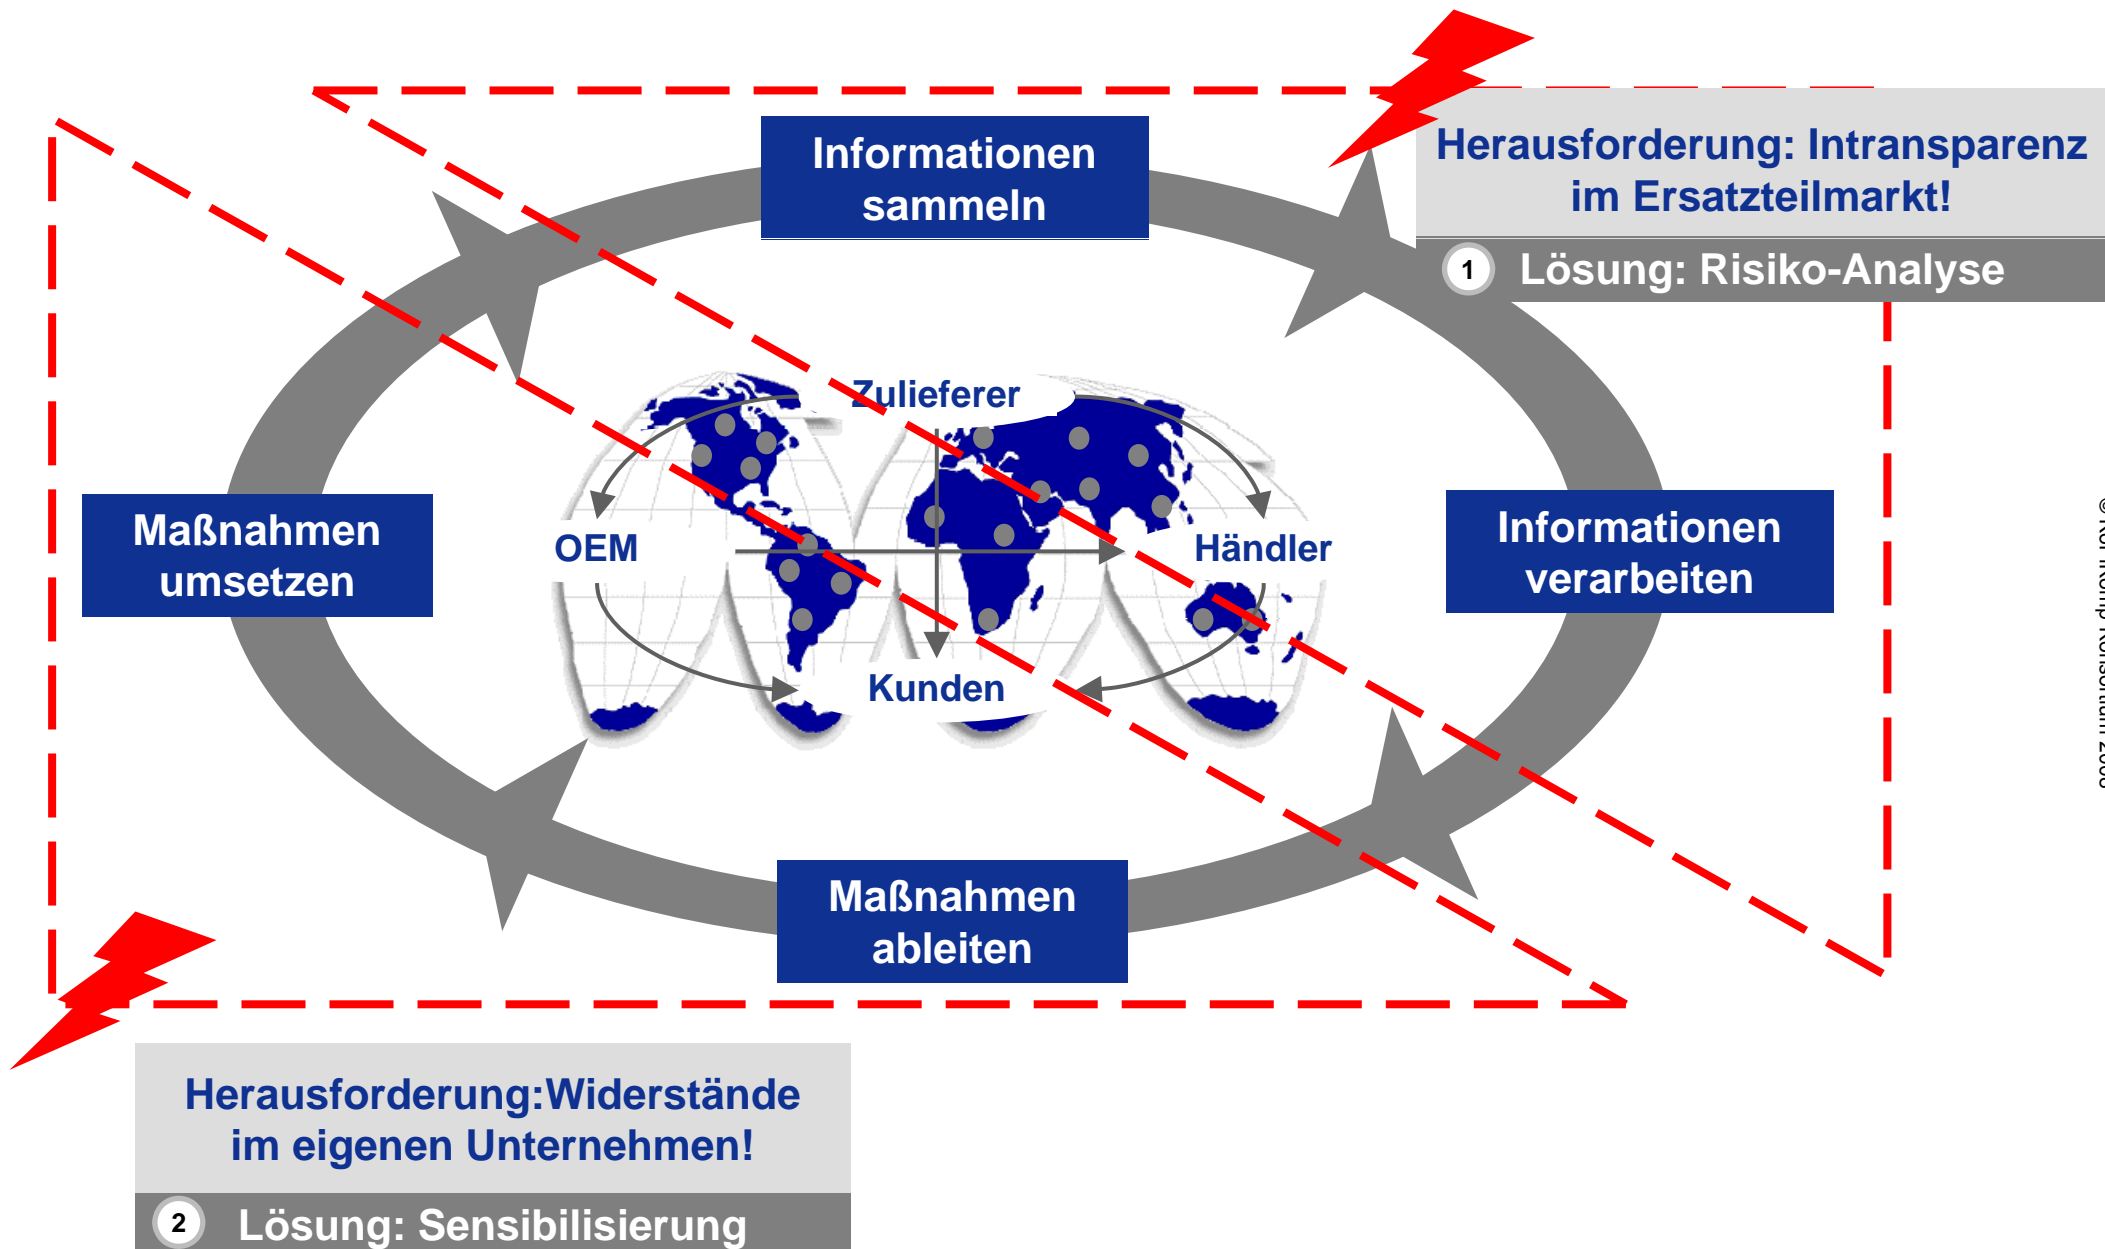 Informationen
sammeln
Herausforderung: Intransparenz
im Ersatzteilmarkt!
1 Lösung: Risiko-Analyse
Zulieferer
Maßnahmen
umsetzen
OEM
Händler
Informationen
verarbeiten
Kunden
Maßnahmen
ableiten
Herausforderung:Widerstände
im eigenen Unternehmen!
2 Lösung: Sensibilisierung